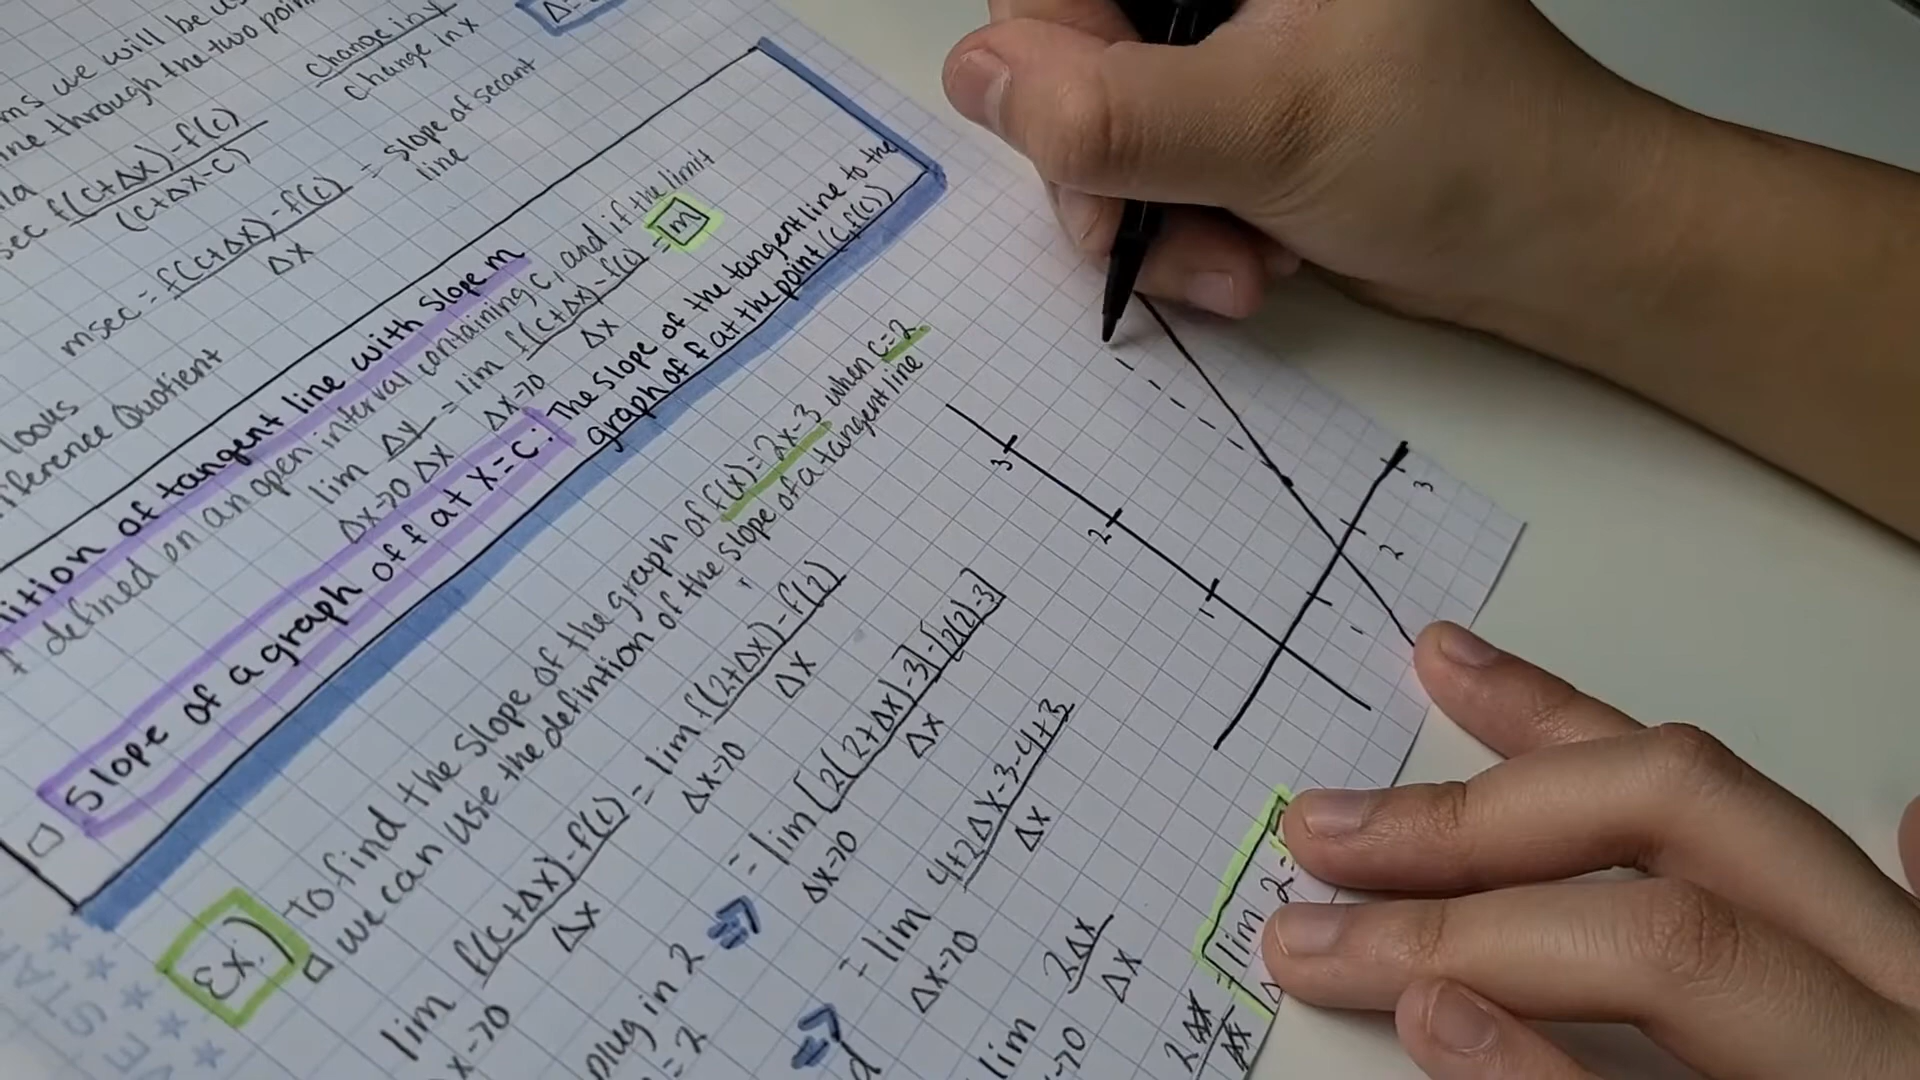 ms we will be us
ine through the two poin
Change in y
Change in x
Δ=
la
sec f(c+Δx)-f(c)
(c+Δx-c)
msec = f(c+Δx)-f(c) = Slope of secant
Δx line
looks
ference Quotient
ition of tangent line with slope m
f defined on an open interval containing c, and if the limit
lim Δy = lim f(c+Δx)-f(c) = m
Δx→0 Δx Δx→0 Δx
Slope of a graph of f at x=c: The slope of the tangent line to the
graph of f at the point (c, f(c))
Ex.) To find the slope of the graph of f(x)=2x-3 when c=2
we can use the defintion of the slope of a tangent line
lim f(c+Δx)-f(c) = lim f(2+Δx)-f(2)
x→0 Δx Δx→0 Δx
plug in 2 ⇒ = lim [2(2+Δx)-3]-[2(2)-3]
=2 Δx→0 Δx
⇒ = lim 4+2Δx-3-4+3
d Δx→0 Δx
lim 2Δx
→0 Δx
2Δx = lim 2=
Δx
3
2
1
1
2
3